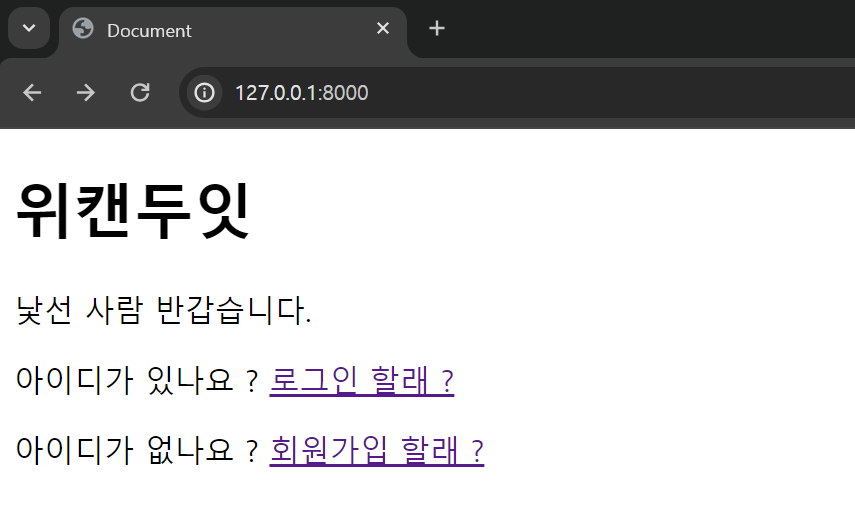 Document
127.0.0.1:8000
위캔두잇
낯선 사람 반갑습니다.
아이디가 있나요 ? 로그인 할래 ?
아이디가 없나요 ? 회원가입 할래 ?